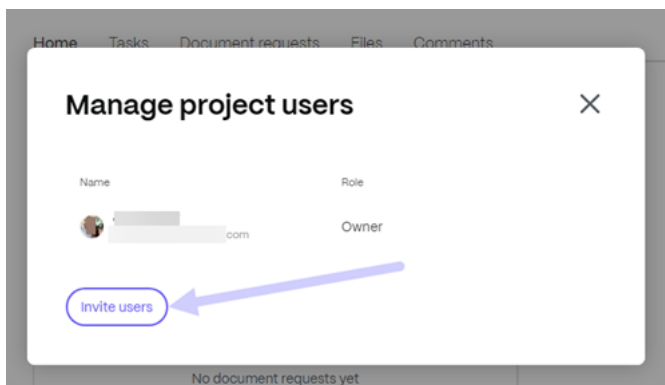 Home Tasks Document requests Files Comments
Manage project users
Name Role
com Owner
Invite users
No document requests yet